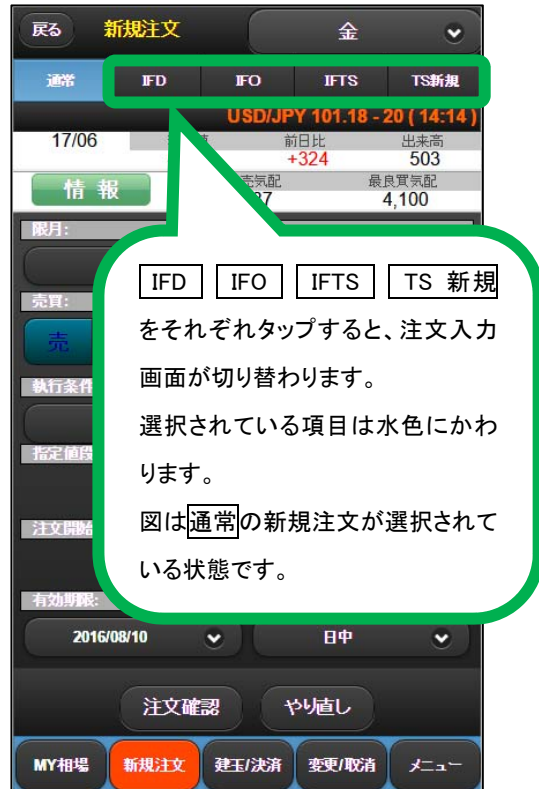 戻る 新規注文 金
通常 IFD IFO IFTS TS新規
USD/JPY 101.18 - 20 ( 14:14 )
17/06 前日比 出来高
+324 503
情 報 売気配 最良買気配
4,100
限月:
IFD IFO IFTS TS 新規
売買:
をそれぞれタップすると、注文入力
売
画面が切り替わります。
執行条件
選択されている項目は水色にかわ
指定値段
ります。
注文開始
図は通常の新規注文が選択されて
いる状態です。
有効期限:
2016/08/10 日中
注文確認 やり直し
MY相場 新規注文 建玉/決済 変更/取消 メニュー